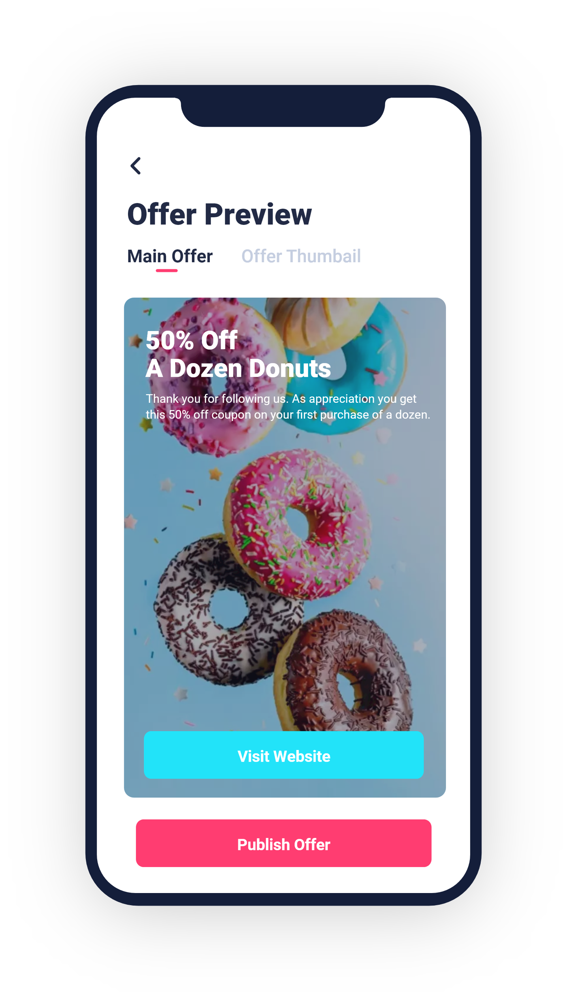 Offer Preview
Main Offer
Offer Thumbail
50% Off
A Dozen Donuts
Thank you for following us. As appreciation you get
this 50% off coupon on your first purchase of a dozen.
Visit Website
Publish Offer